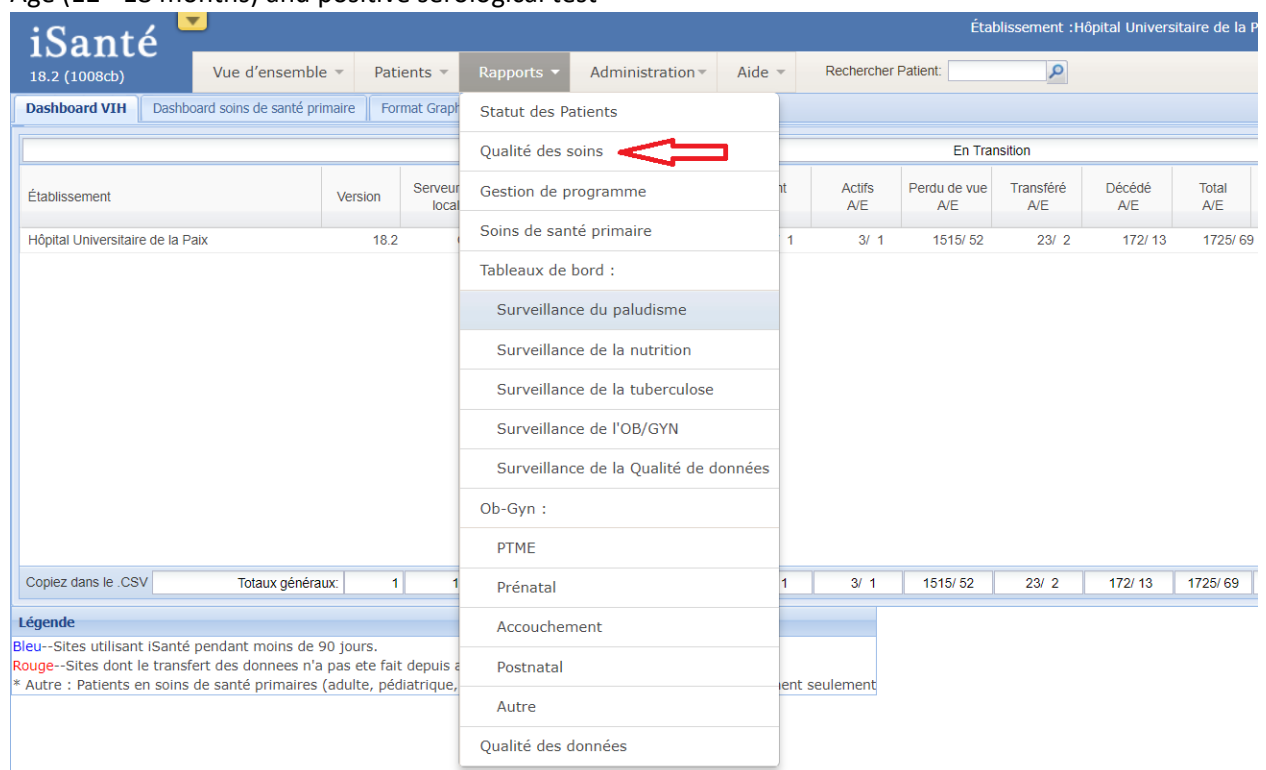 Age ( - 18 months) and positive serological test
iSanté
Établissement :Hôpital Universitaire de la
18.2 (1008cb)
Vue d'ensemble Patients Rapports Administration Aide Rechercher Patient:
Dashboard VIH Dashboard soins de santé primaire Format
Statut des Patients
Qualité des soins
Gestion de programme
Soins de santé primaire
Tableaux de bord :
Surveillance du paludisme
Surveillance de la nutrition
Surveillance de la tuberculose
Surveillance de l'OB/GYN
Surveillance de la Qualité de données
Ob-Gyn :
PTME
Prénatal
Accouchement
Postnatal
Autre
Qualité des données
En Transition
Établissement Version Serveur local Actifs A/E Perdu de vue A/E Transféré A/E Décédé A/E Total A/E
Hôpital Universitaire de la Paix 18.2 1 3/ 1 1515/ 52 23/ 2 172/ 13 1725/ 69
Copiez dans le .CSV Totaux généraux: 1 1 1 3/ 1 1515/ 52 23/ 2 172/ 13 1725/ 69
Légende
Bleu--Sites utilisant iSanté pendant moins de 90 jours.
Rouge--Sites dont le transfert des donnees n'a pas ete fait depuis
* Autre : Patients en soins de santé primaires (adulte, pédiatrique, seulement